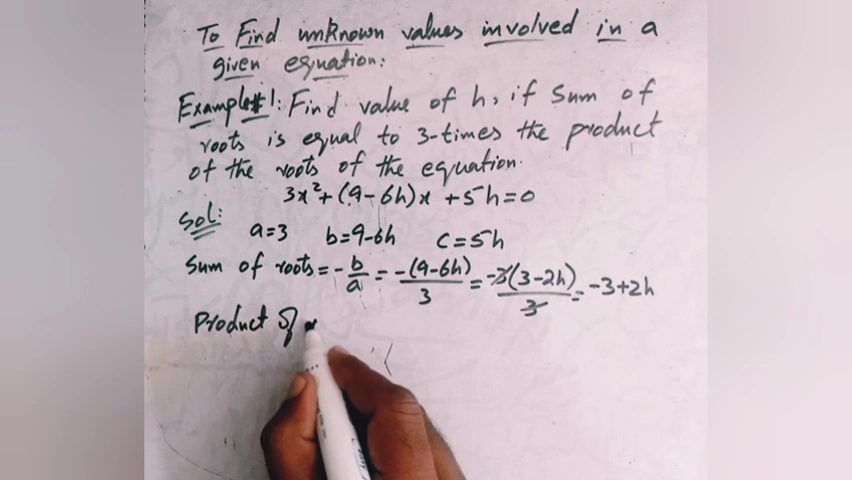 To Find unknown values involved in a
given equation:
Example#1: Find value of h, if Sum of
roots is equal to 3-times the product
of the roots of the equation.
3x²+(9-6h)x +5h=0
Sol:
a=3 b=9-6h c=5h
Sum of roots = -b/a = -(9-6h)/3 = -3(3-2h)/3 = -3+2h
Product of